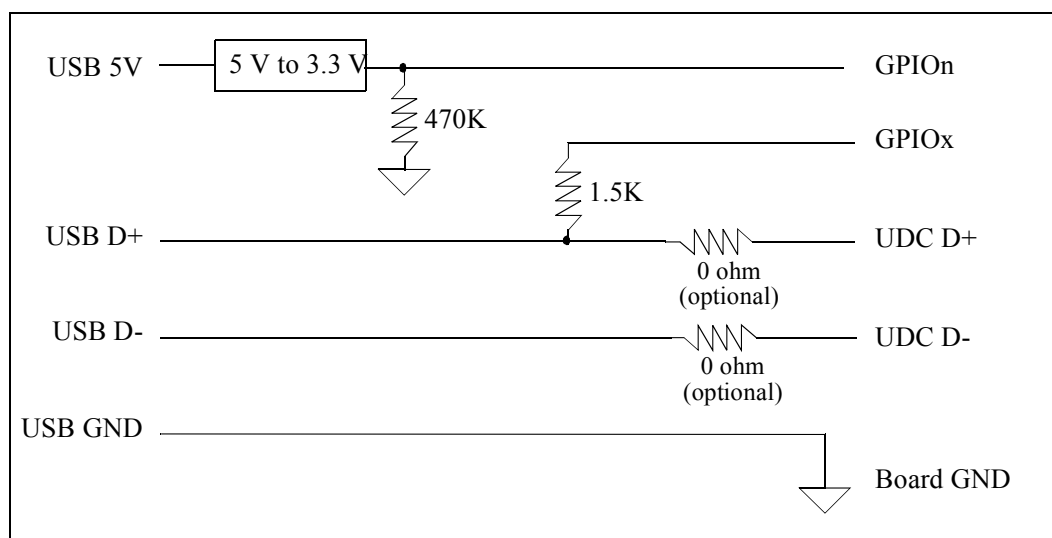 USB 5V
5 V to 3.3 V
GPIOn
470K
GPIOx
1.5K
USB D+
UDC D+
0 ohm
(optional)
USB D-
UDC D-
0 ohm
(optional)
USB GND
Board GND